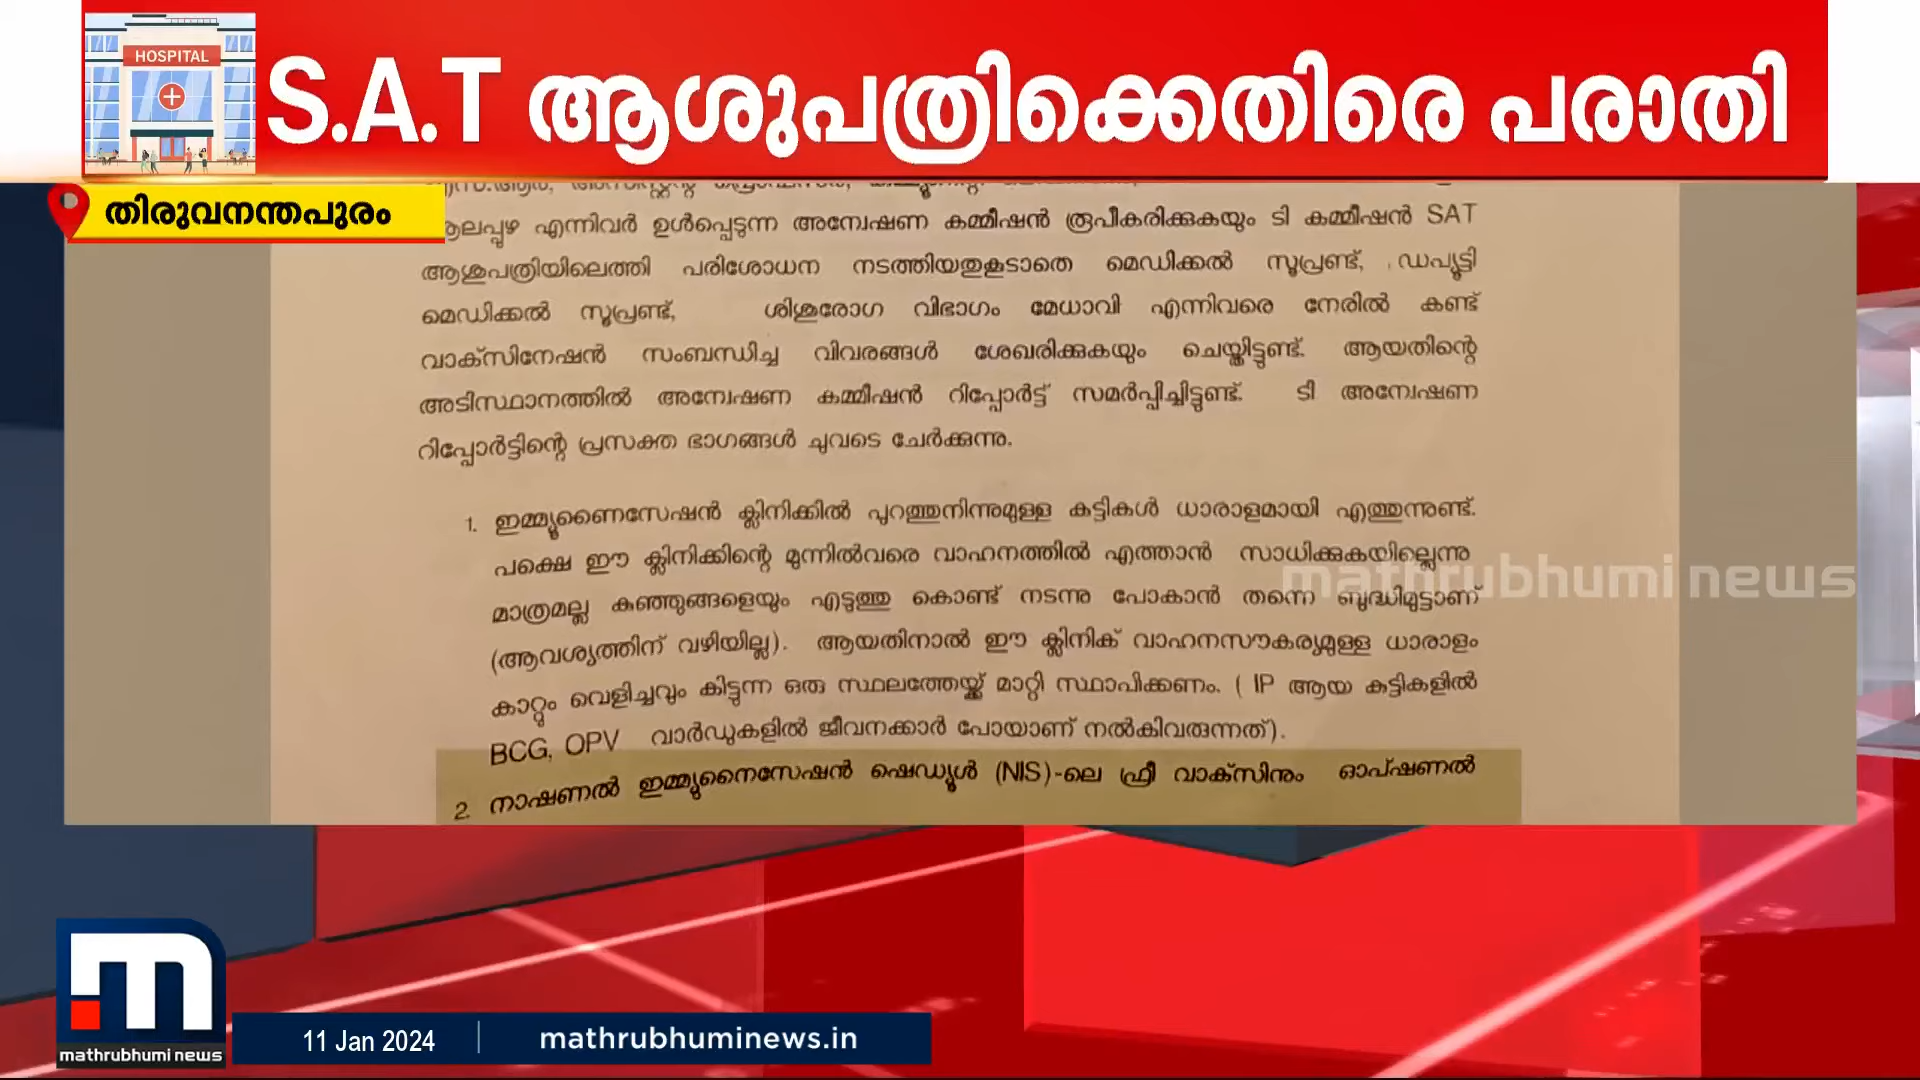 HOSPITAL
S.A.T ആശുപത്രിക്കെതിരെ പരാതി
തിരുവനന്തപുരം
ആലപ്പുഴ എന്നിവർ ഉൾപ്പെടുന്ന അന്വേഷണ കമ്മീഷൻ രൂപീകരിക്കുകയും ടി കമ്മീഷൻ SAT
ആശുപത്രിയിലെത്തി പരിശോധന നടത്തിയതുകൂടാതെ മെഡിക്കൽ സൂപ്രണ്ട്, ഡപ്യൂട്ടി
മെഡിക്കൽ സൂപ്രണ്ട്, ശിശുരോഗ വിഭാഗം മേധാവി എന്നിവരെ നേരിൽ കണ്ട്
വാക്സിനേഷൻ സംബന്ധിച്ച വിവരങ്ങൾ ശേഖരിക്കുകയും ചെയ്തിട്ടുണ്ട്. ആയതിന്റെ
അടിസ്ഥാനത്തിൽ അന്വേഷണ കമ്മീഷൻ റിപ്പോർട്ട് സമർപ്പിച്ചിട്ടുണ്ട്. ടി അന്വേഷണ
റിപ്പോർട്ടിന്റെ പ്രസക്ത ഭാഗങ്ങൾ ചുവടെ ചേർക്കുന്നു.
1. ഇമ്മ്യൂണൈസേഷൻ ക്ലിനിക്കിൽ പുറത്തുനിന്നുമുള്ള കുട്ടികൾ ധാരാളമായി എത്തുന്നുണ്ട്.
പക്ഷെ ഈ ക്ലിനിക്കിന്റെ മുന്നിൽവരെ വാഹനത്തിൽ എത്താൻ സാധിക്കുകയില്ലെന്നു
മാത്രമല്ല കുഞ്ഞുങ്ങളെയും എടുത്തു കൊണ്ട് നടന്നു പോകാൻ തന്നെ ബുദ്ധിമുട്ടാണ്
(ആവശ്യത്തിന് വഴിയില്ല). ആയതിനാൽ ഈ ക്ലിനിക് വാഹനസൗകര്യമുള്ള ധാരാളം
കാറ്റും വെളിച്ചവും കിട്ടുന്ന ഒരു സ്ഥലത്തേയ്ക്ക് മാറ്റി സ്ഥാപിക്കണം. ( IP ആയ കുട്ടികളിൽ
BCG, OPV വാർഡുകളിൽ ജീവനക്കാർ പോയാണ് നൽകിവരുന്നത്).
2. നാഷണൽ ഇമ്മ്യുനൈസേഷൻ ഷെഡ്യൂൾ (NIS)-ലെ ഫ്രീ വാക്സിനും ഓപ്ഷണൽ
mathrubhumi news
mathrubhumi news
11 Jan 2024
mathrubhuminews.in